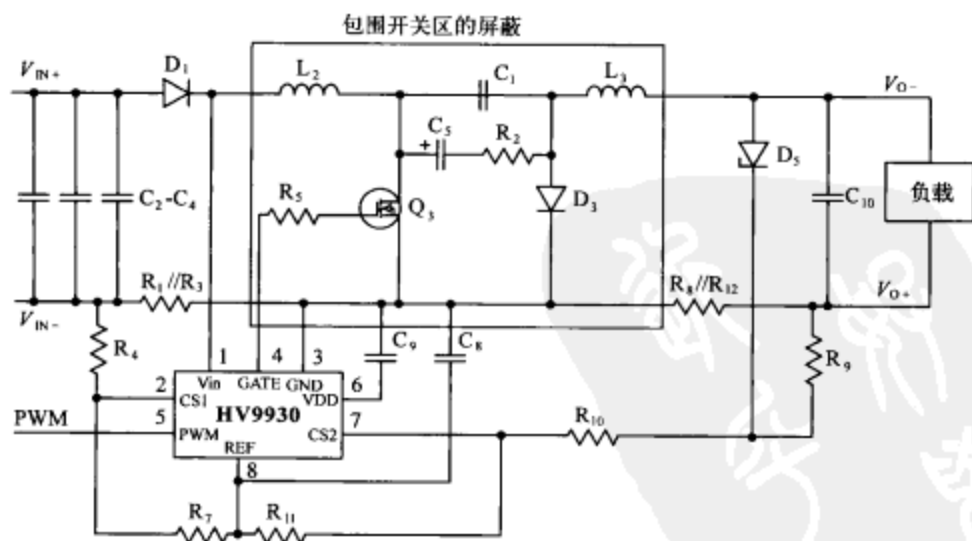 包围开关区的屏蔽
V_IN+
D₁
L₂
C₁
L₃
V_O−
C₅
+
R₂
D₅
C₂-C₄
R₅
Q₃
D₃
C₁₀
负载
R₁//R₃
R₈//R₁₂
V_IN−
V_O+
R₄
C₉
C₈
R₉
1
4
3
Vin
GATE
GND
2
CS1
VDD
6
HV9930
PWM
5
PWM
CS2
7
R₁₀
REF
8
R₇
R₁₁